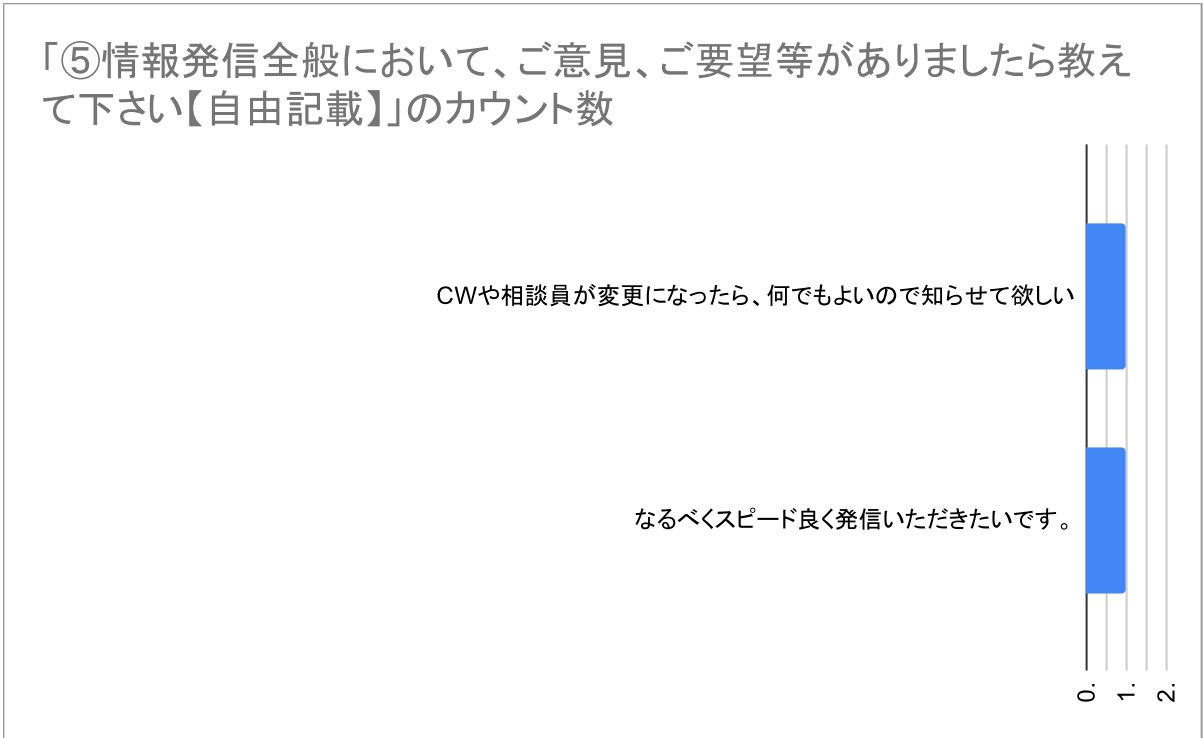 「⑤情報発信全般において、ご意見、ご要望等がありましたら教え
て下さい【自由記載】」のカウント数
CWや相談員が変更になったら、何でもよいので知らせて欲しい
なるべくスピード良く発信いただきたいです。
0.
1.
2.